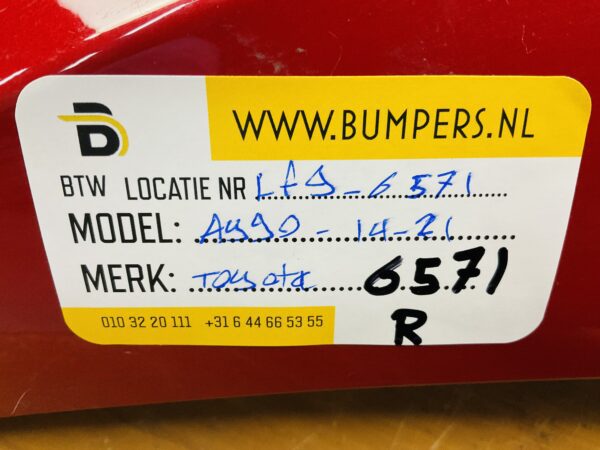 WWW.BUMPERS.NL
BTW LOCATIE NR LFS-6571
MODEL: Aygo-14-21
MERK: Toyota 6571
R
010 32 20 111 +31 6 44 66 53 55